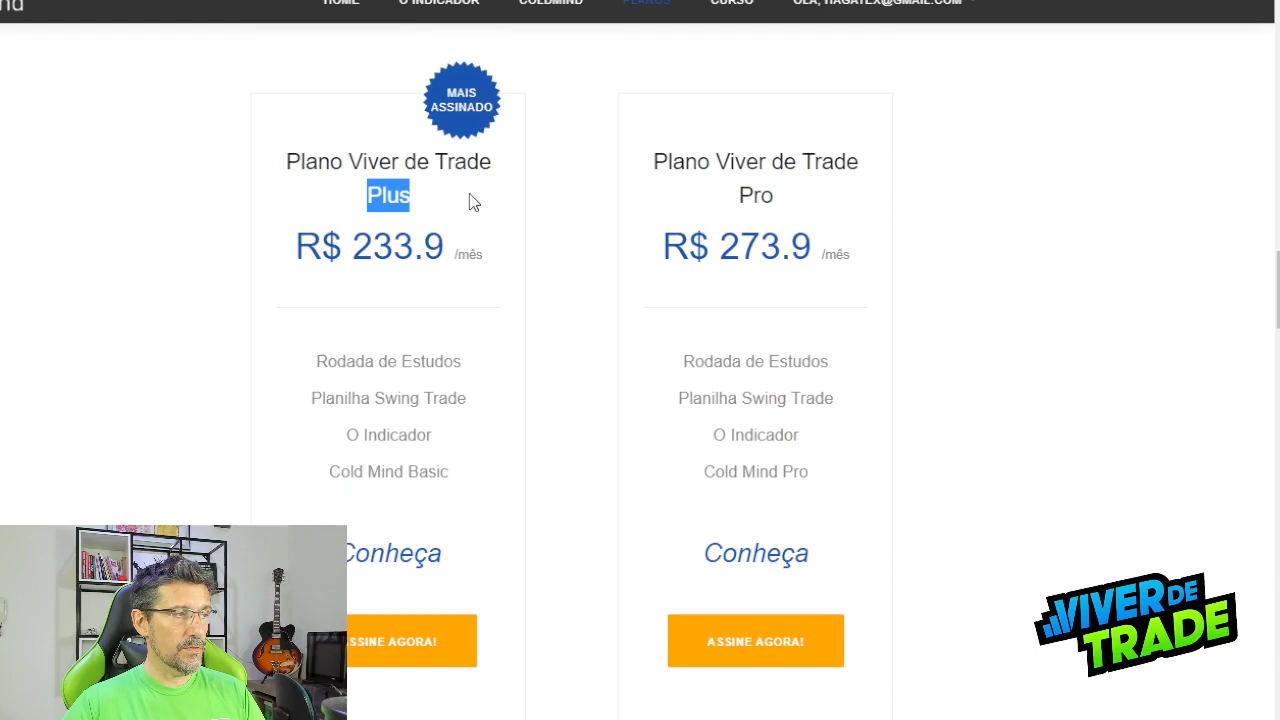 HOME O INDICADOR COLDMIND PLANOS CURSO
MAIS
ASSINADO
Plano Viver de Trade
Plus
R$ 233.9 /mês
Rodada de Estudos
Planilha Swing Trade
O Indicador
Cold Mind Basic
Conheça
ASSINE AGORA!
Plano Viver de Trade
Pro
R$ 273.9 /mês
Rodada de Estudos
Planilha Swing Trade
O Indicador
Cold Mind Pro
Conheça
ASSINE AGORA!
VIVER DE
TRADE